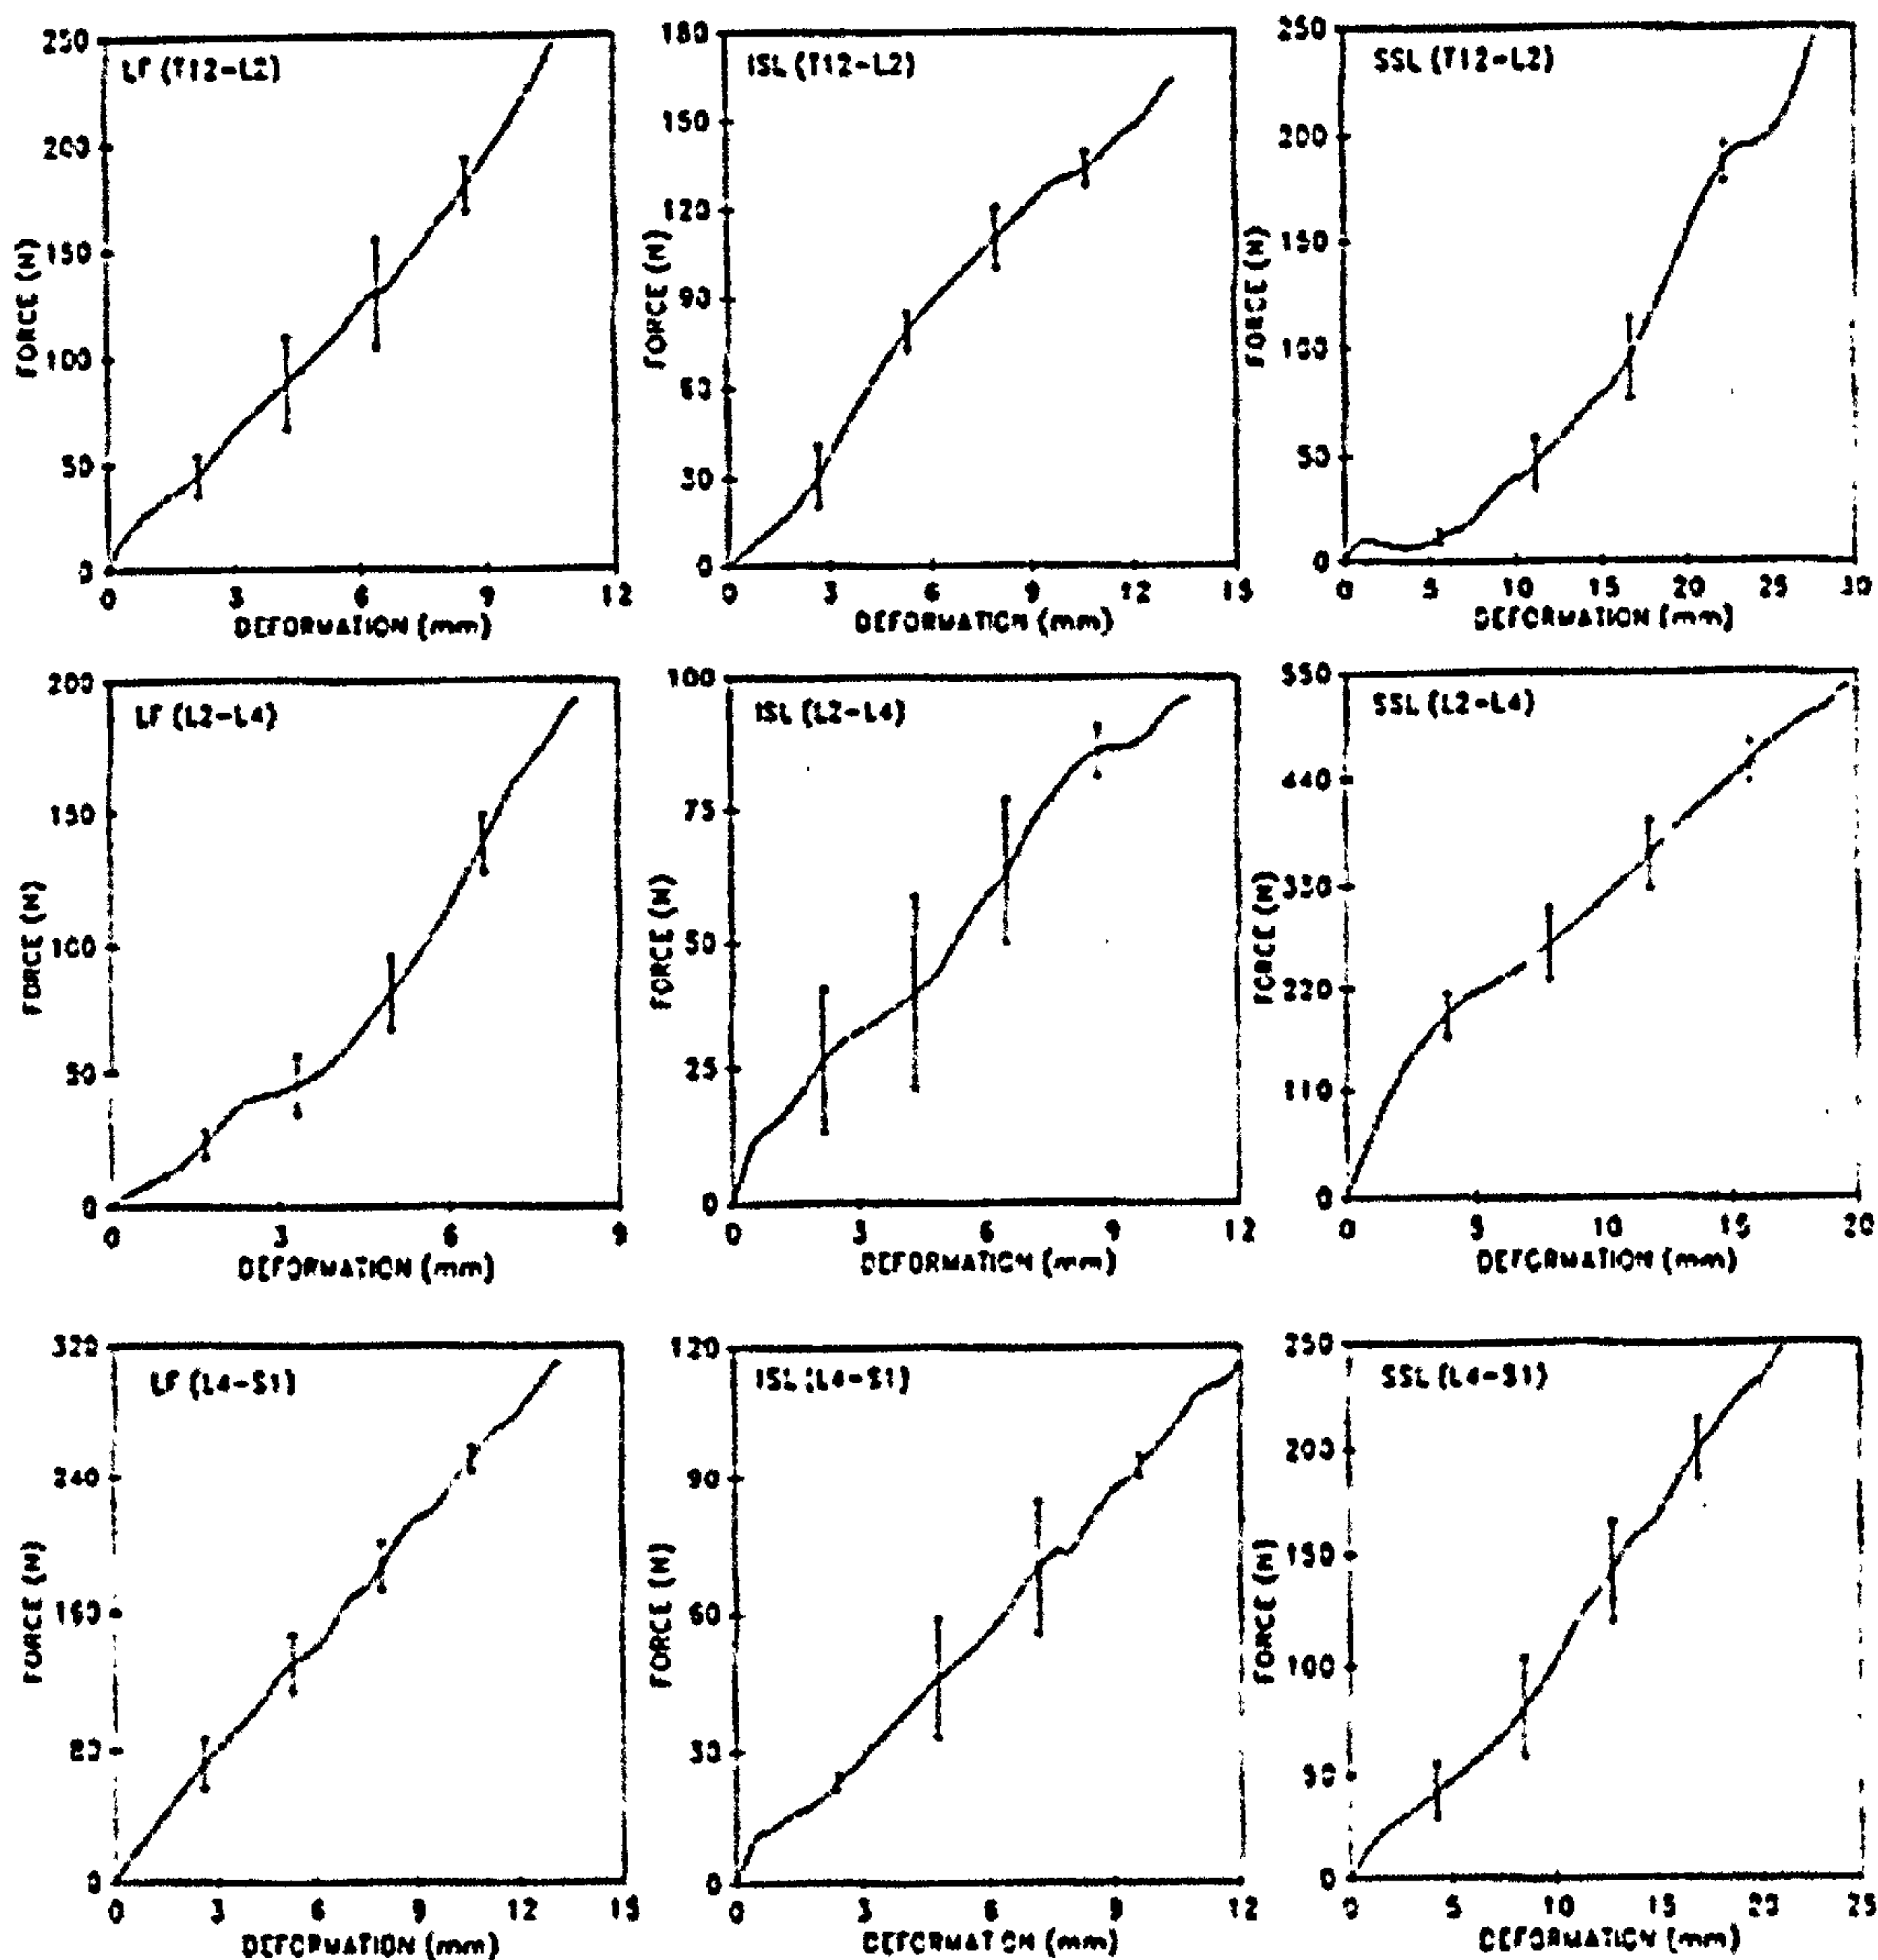 LF (T12-L2)
250
200
150
100
50
0
FORCE (N)
0 3 6 9 12
DEFORMATION (mm)
ISL (T12-L2)
180
150
120
90
60
30
0
FORCE (N)
0 3 6 9 12 15
DEFORMATION (mm)
SSL (T12-L2)
250
200
150
100
50
0
FORCE (N)
0 5 10 15 20 25 30
DEFORMATION (mm)
LF (L2-L4)
200
150
100
50
0
FORCE (N)
0 3 6 9
DEFORMATION (mm)
ISL (L2-L4)
100
75
50
25
0
FORCE (N)
0 3 6 9 12
DEFORMATION (mm)
SSL (L2-L4)
550
440
330
220
110
0
FORCE (N)
0 5 10 15 20
DEFORMATION (mm)
LF (L4-S1)
320
240
160
80
0
FORCE (N)
0 3 6 9 12 15
DEFORMATION (mm)
ISL (L4-S1)
120
90
60
30
0
FORCE (N)
0 3 6 9 12
DEFORMAT ON (mm)
SSL (L4-S1)
250
200
150
100
50
0
FORCE (N)
0 5 10 15 20 25
DEFORMATION (mm)